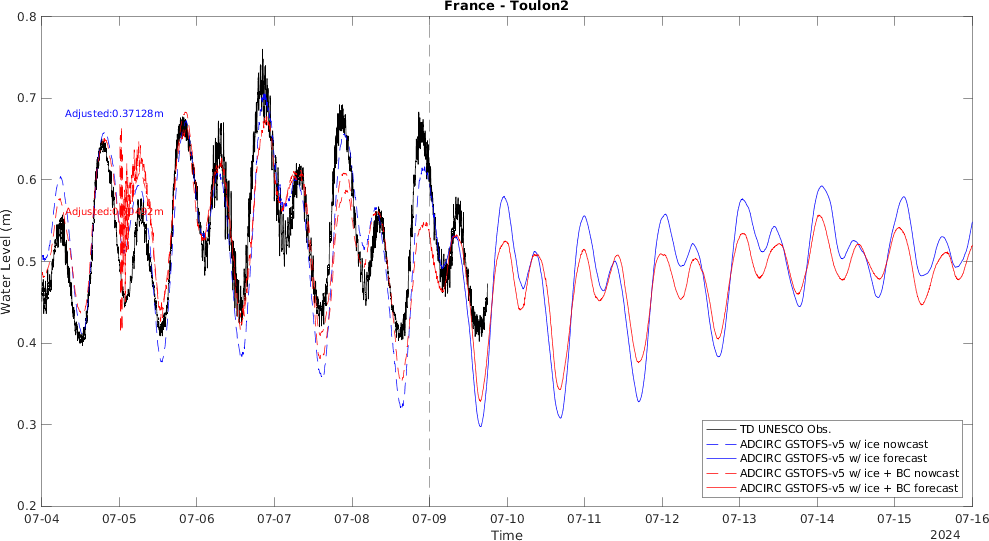 France - Toulon2
0.8
0.7
0.6
0.5
0.4
0.3
0.2
Water Level (m)
Adjusted:0.37128m
07-04
07-05
07-06
07-07
07-08
07-09
07-10
07-11
07-12
07-13
07-14
07-15
07-16
Time
2024
TD UNESCO Obs.
ADCIRC GSTOFS-v5 w/ ice nowcast
ADCIRC GSTOFS-v5 w/ ice forecast
ADCIRC GSTOFS-v5 w/ ice + BC nowcast
ADCIRC GSTOFS-v5 w/ ice + BC forecast